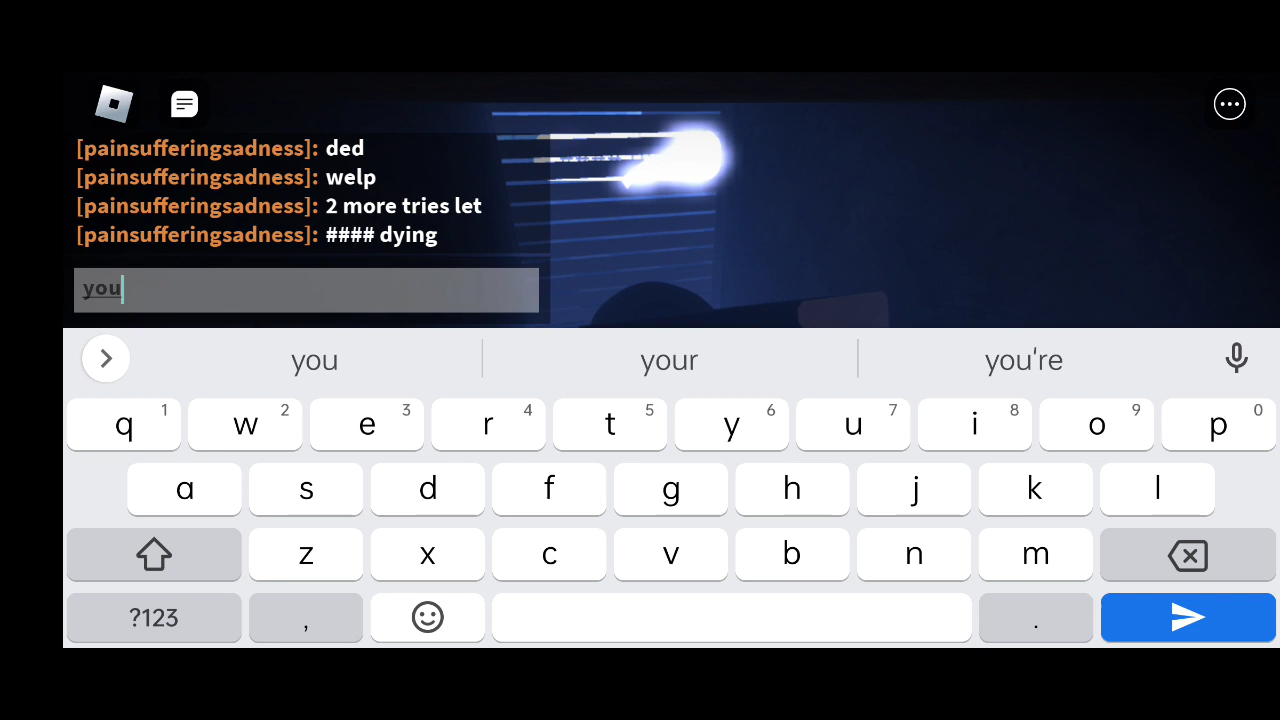 [painsufferingsadness]: ded
[painsufferingsadness]: welp
[painsufferingsadness]: 2 more tries let
[painsufferingsadness]: #### dying
you
you your you're
q 1 w 2 e 3 r 4 t 5 y 6 u 7 i 8 o 9 p 0
a s d f g h j k l
z x c v b n m
?123 , .